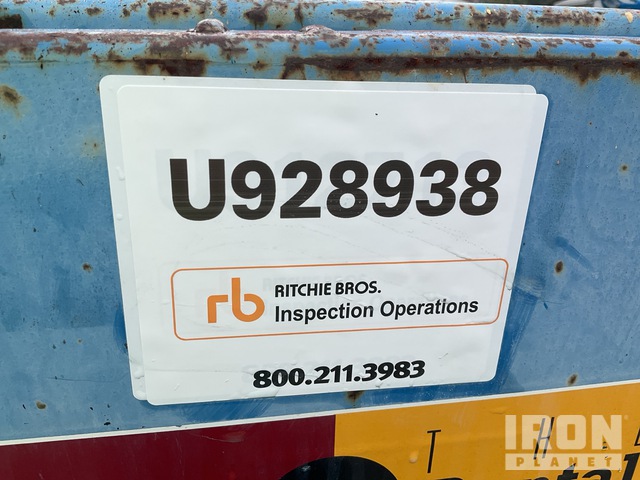 U928938
rb RITCHIE BROS.
Inspection Operations
800.211.3983
T H
IRON
PLANET